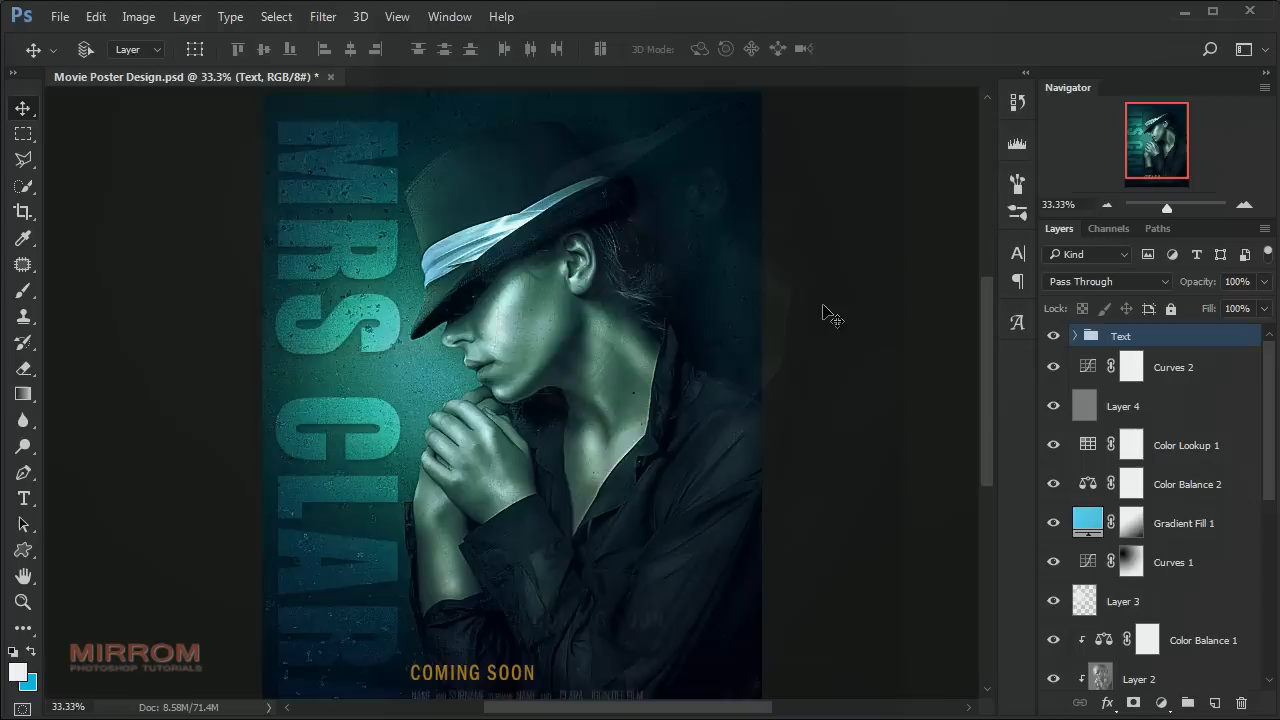 Ps File Edit Image Layer Type Select Filter 3D View Window Help
Layer 3D Mode:
Movie Poster Design.psd @ 33.3% (Text, RGB/8#) * ×
Navigator
33.33%
Layers Channels Paths
Kind
Pass Through Opacity: 100%
Lock: Fill: 100%
Text
Curves 2
Layer 4
Color Lookup 1
Color Balance 2
Gradient Fill 1
Curves 1
Layer 3
Color Balance 1
Layer 2
MRS CLAR
COMING SOON
MIRROM
PHOTOSHOP TUTORIALS
33.33% Doc: 8.58M/71.4M